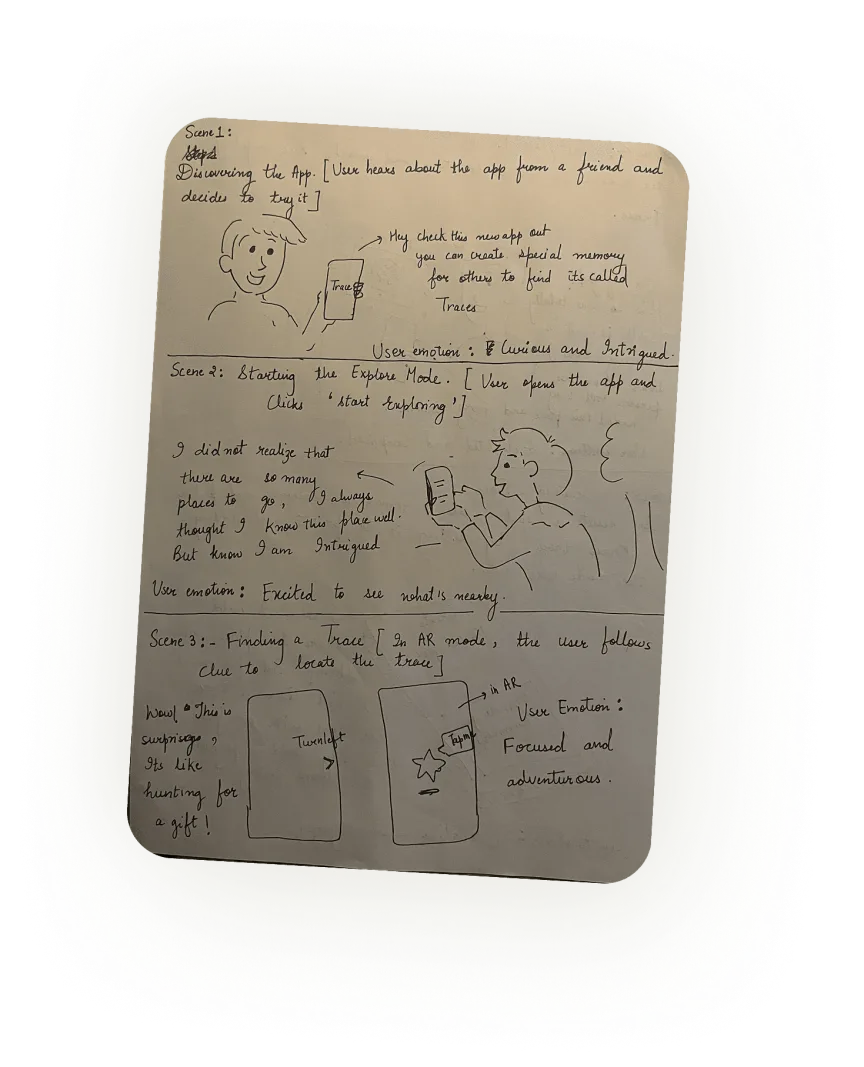 Scene 1:
Discovering the App. [User hears about the app from a friend and
decides to try it]
Traces
Hey check this new app out
you can create special memory
for others to find its called
Traces
User emotion: Curious and Intrigued.
Scene 2: Starting the Explore Mode. [User opens the app and
Clicks 'start exploring']
I did not realize that
there are so many
places to go, I always
thought I know this place well.
But know I am Intrigued
User emotion: Excited to see what's nearby.
Scene 3:- Finding a Trace [In AR mode, the user follows
clue to locate the trace]
Wow! This is
Its like
hunting for
a gift!
Turn left
>
in AR
Tap me
User Emotion:
Focused and
adventurous.